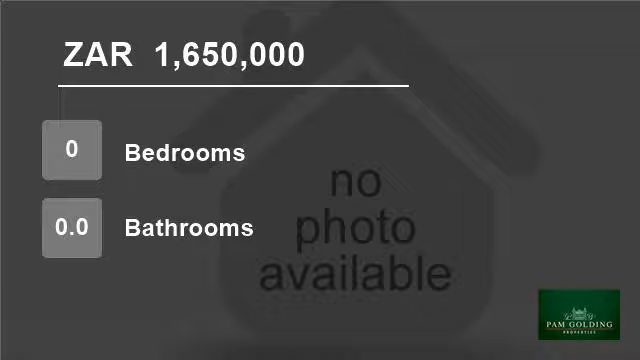 ZAR 1,650,000
0 Bedrooms
0.0 Bathrooms
no
photo
available
PAM GOLDING
PROPERTIES